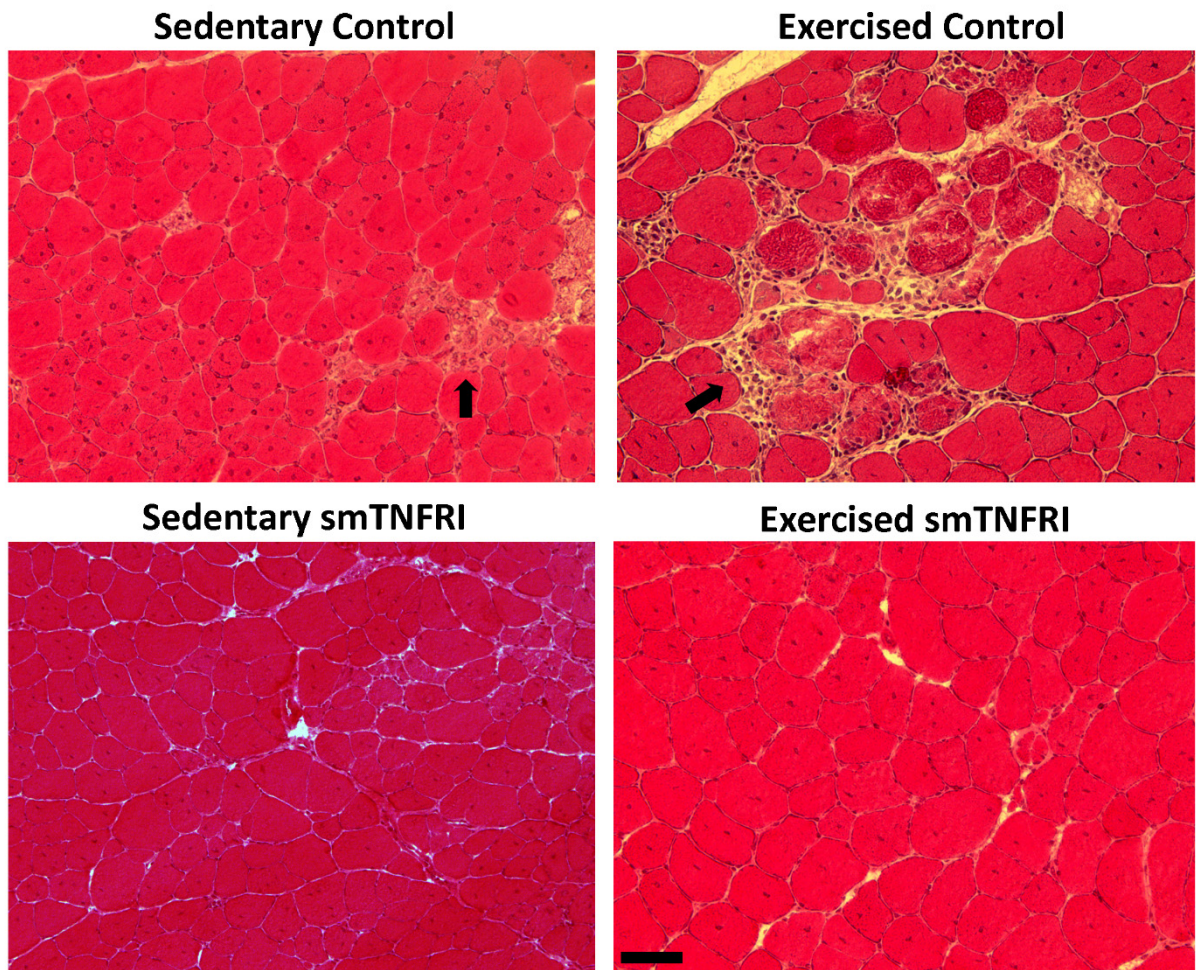 Sedentary Control
Exercised Control
Sedentary smTNFRI
Exercised smTNFRI